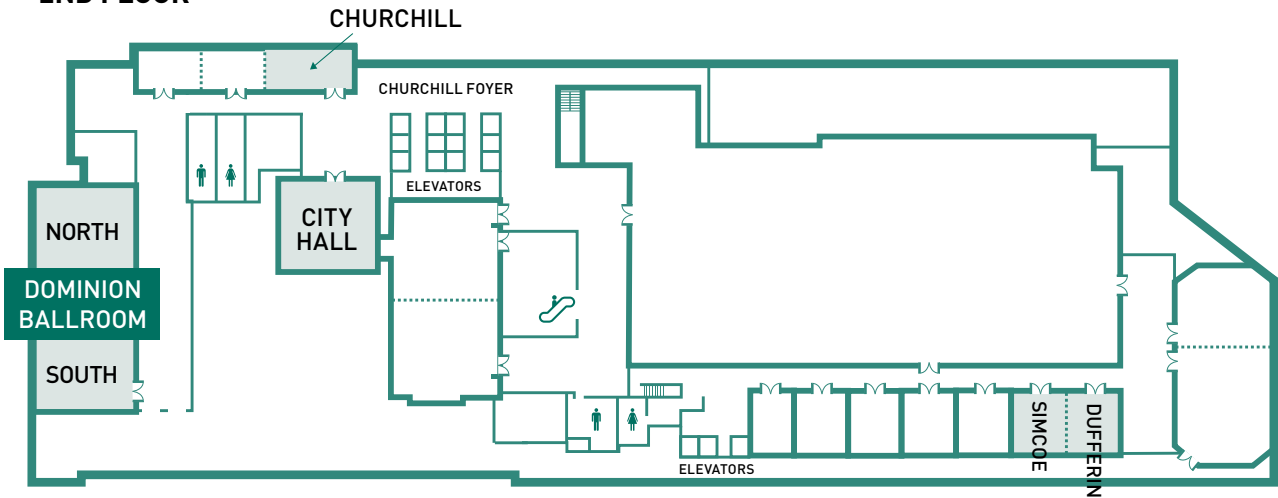 CHURCHILL
CHURCHILL FOYER
ELEVATORS
CITY
HALL
NORTH
DOMINION
BALLROOM
SOUTH
SIMCOE
DUFFERIN
ELEVATORS